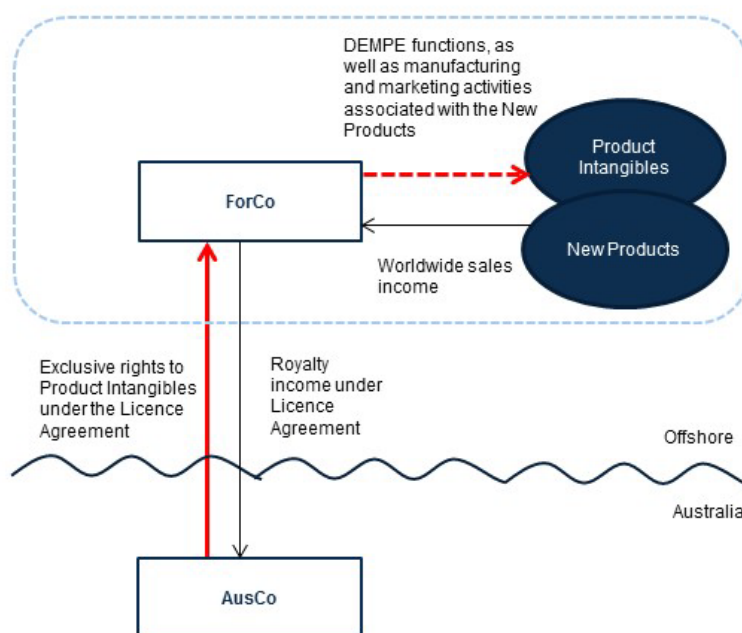 DEMPE functions, as
well as manufacturing
and marketing activities
associated with the New
Products
Product
Intangibles
ForCo
New Products
Worldwide sales
income
Exclusive rights to
Product Intangibles
under the Licence
Agreement
Royalty
income under
Licence
Agreement
Offshore
Australia
AusCo